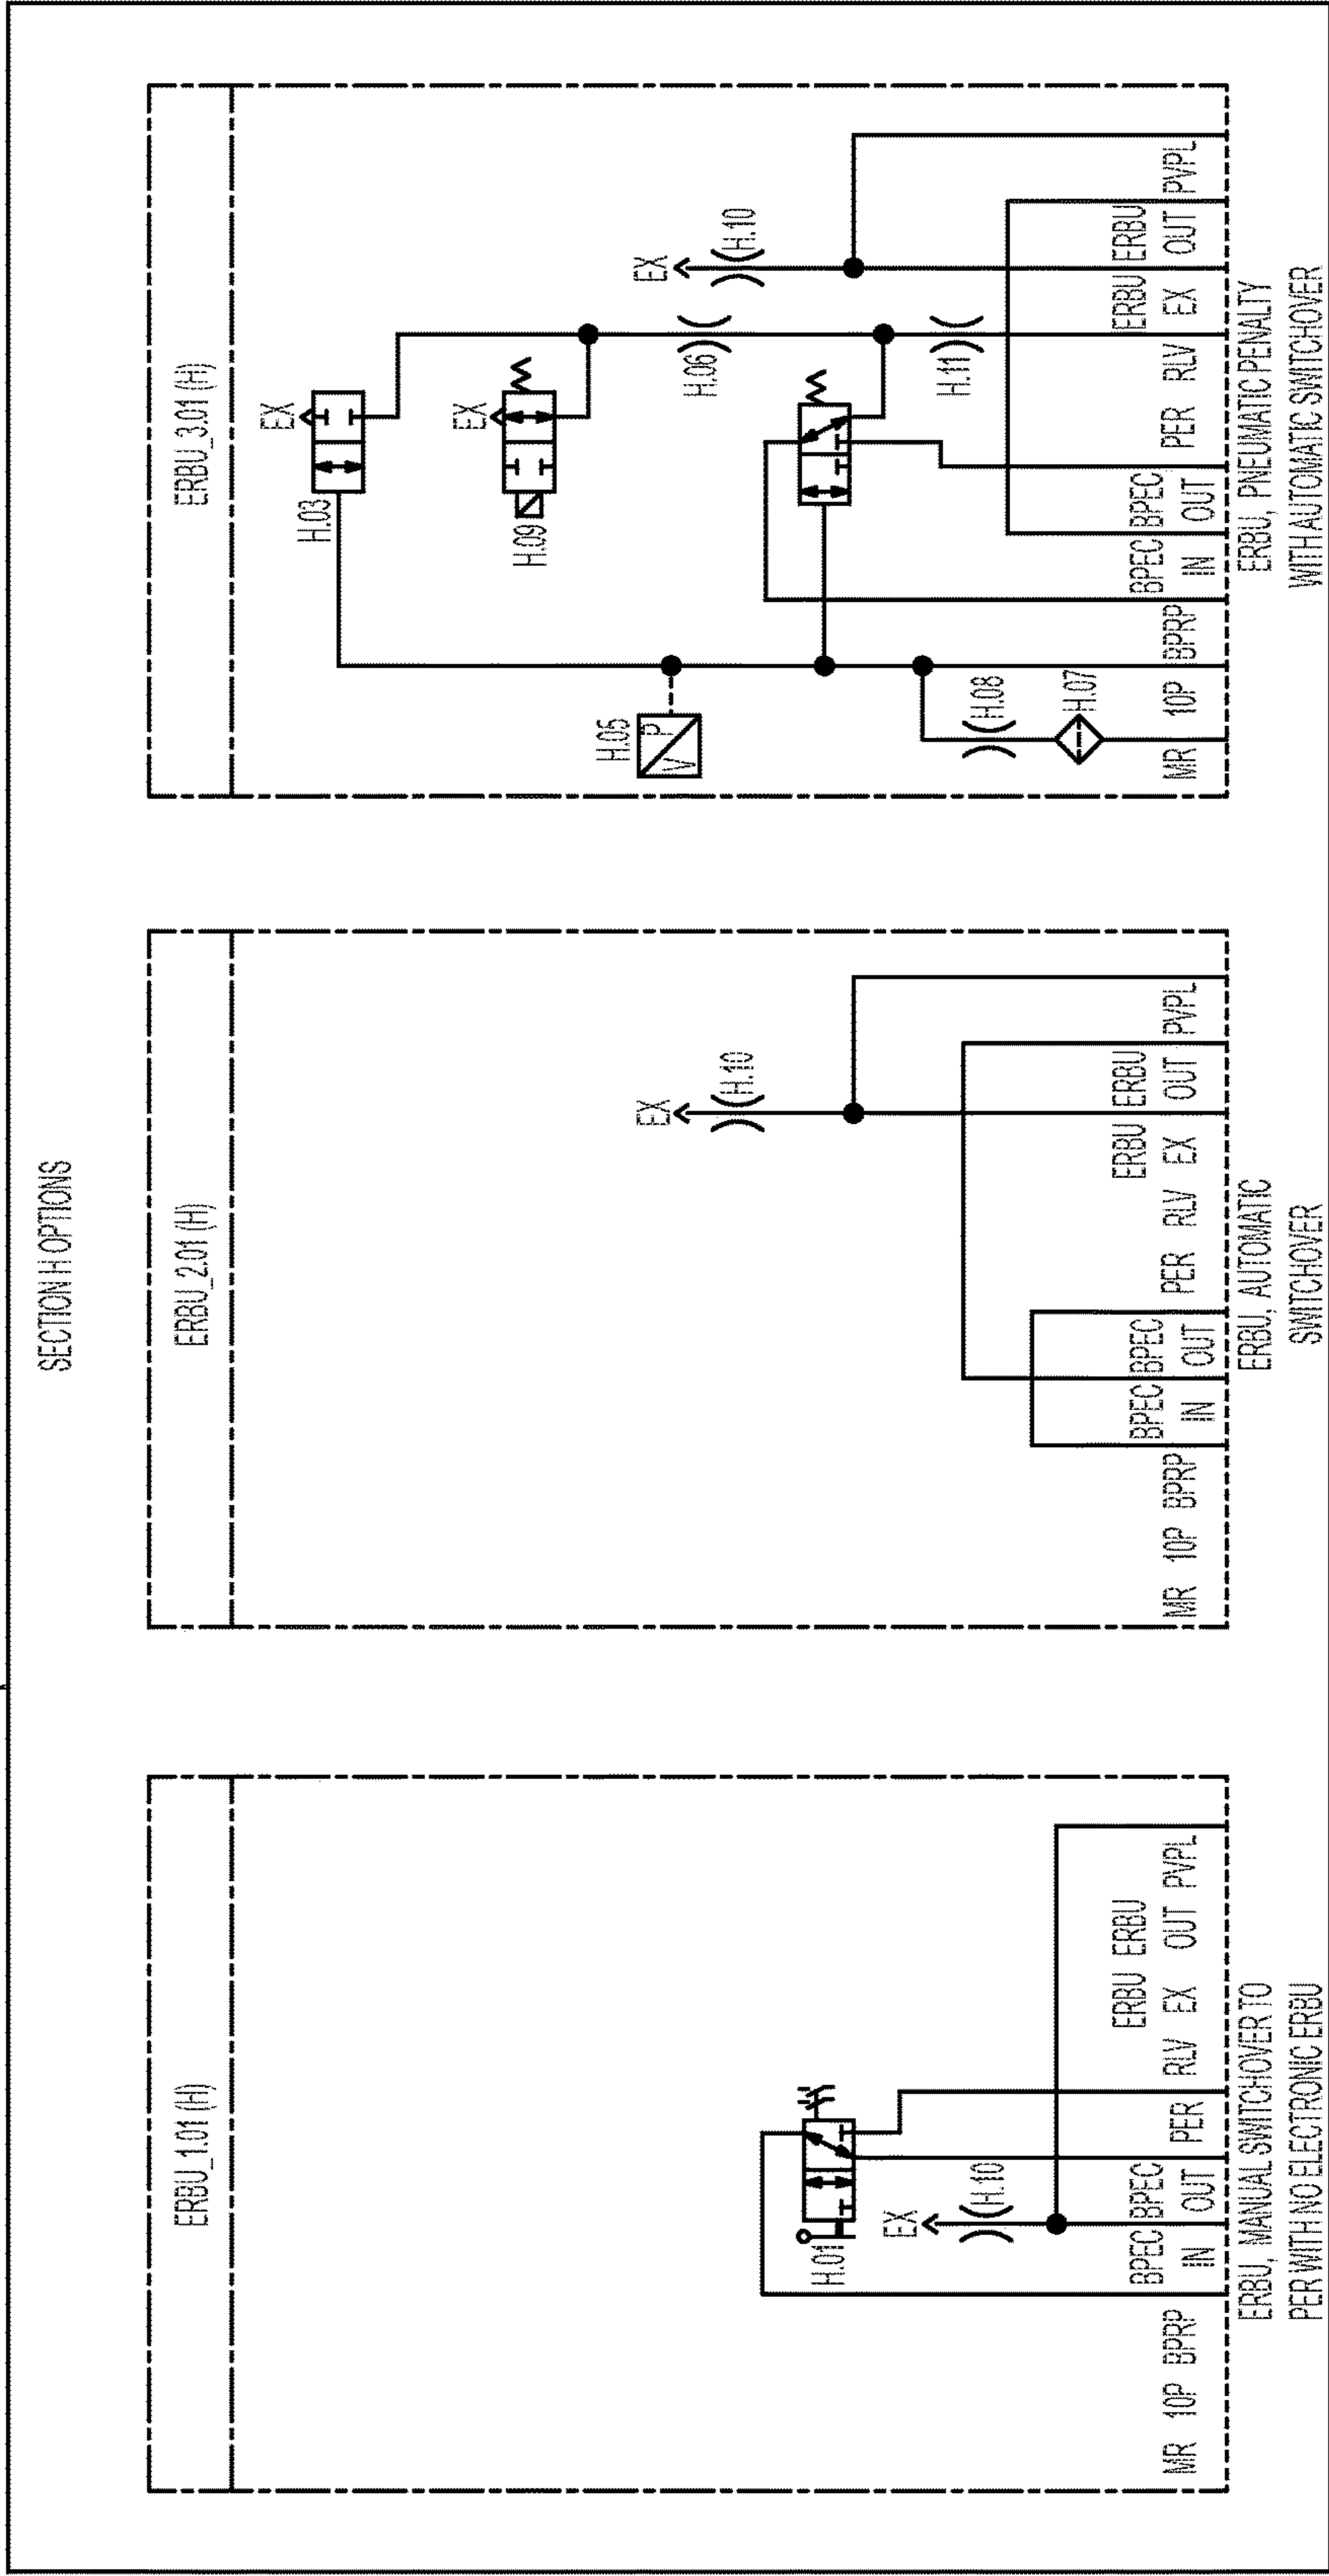 SECTION H OPTIONS
ERBU_1.01 (H)
H.01
EX
H.10
BPEC BPEC ERBU ERBU
MR 10P BPRP IN OUT PER RLV EX OUT PVPL
ERBU, MANUAL SWITCHOVER TO
PER WITH NO ELECTRONIC ERBU
ERBU_2.01 (H)
EX
H.10
BPEC BPEC ERBU ERBU
MR 10P BPRP IN OUT PER RLV EX OUT PVPL
ERBU, AUTOMATIC
SWITCHOVER
ERBU_3.01 (H)
EX
H.03
EX
H.09
H.05
P
V
H.06
EX
H.10
H.08
H.07
H.11
BPEC BPEC ERBU ERBU
MR 10P BPRP IN OUT PER RLV EX OUT PVPL
ERBU, PNEUMATIC PENALTY
WITH AUTOMATIC SWITCHOVER